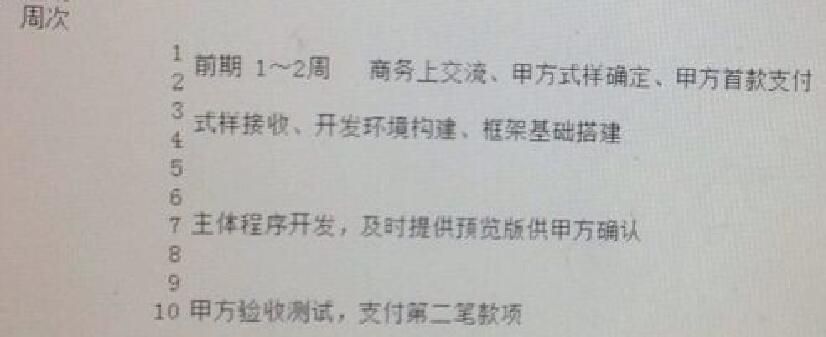 周次
1
前期 1～2周 商务上交流、甲方式样确定、甲方首款支付
2
3
式样接收、开发环境构建、框架基础搭建
4
5
6
7 主体程序开发，及时提供预览版供甲方确认
8
9
10 甲方验收测试，支付第二笔款项